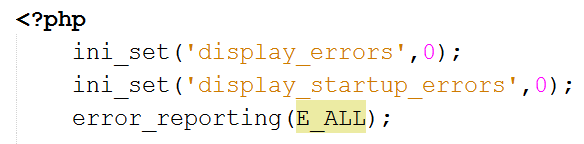 <?php
ini_set('display_errors',0);
ini_set('display_startup_errors',0);
error_reporting(E_ALL);